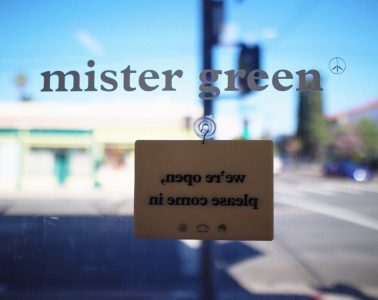 mister green
we're open,
please come in